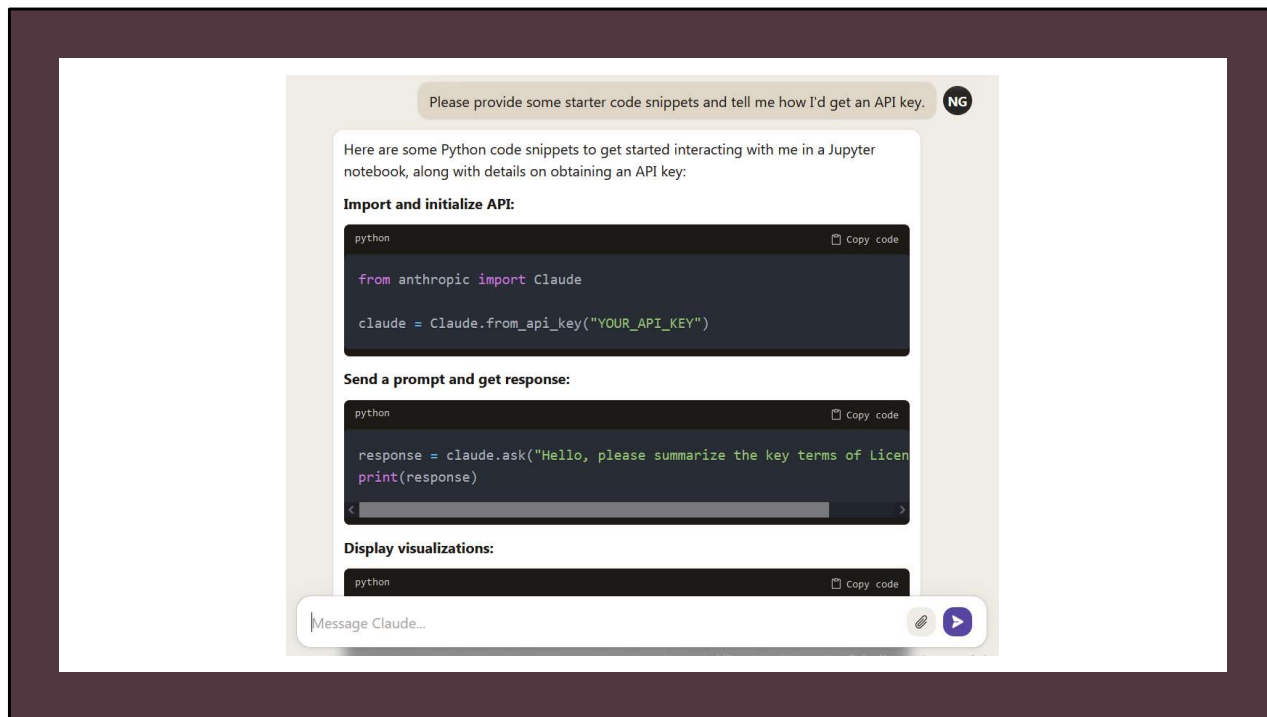 Please provide some starter code snippets and tell me how I'd get an API key.
NG
Here are some Python code snippets to get started interacting with me in a Jupyter
notebook, along with details on obtaining an API key:
Import and initialize API:
python
Copy code
from anthropic import Claude
claude = Claude.from_api_key("YOUR_API_KEY")
Send a prompt and get response:
python
Copy code
response = claude.ask("Hello, please summarize the key terms of Licen
print(response)
Display visualizations:
python
Copy code
Message Claude...